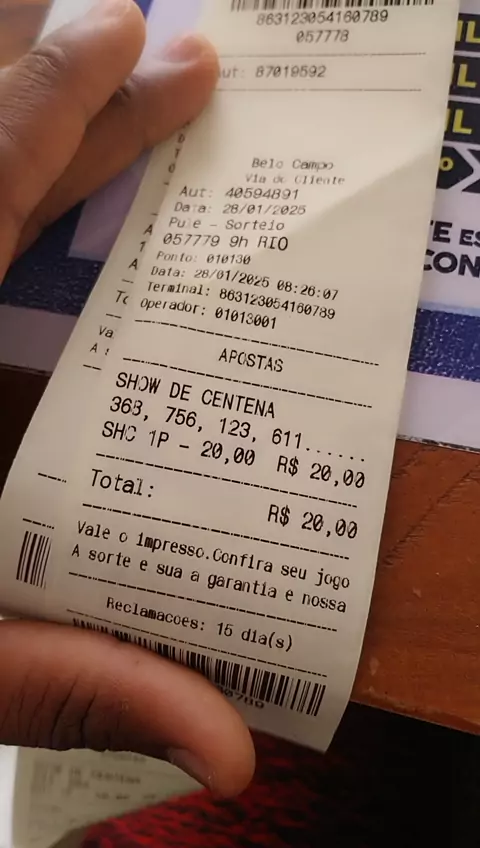 863123054160789
057778
Aut: 87019592
Belo Campo
Via do Cliente
Aut: 40594891
Data: 28/01/2025
Pule - Sorteio
057779 9h RIO
Ponto: 010130
Data: 28/01/2025 08:26:07
Terminal: 863123054160789
Operador: 01013001
APOSTAS
SHOW DE CENTENA
368, 756, 123, 611......
SHC 1P - 20,00 R$ 20,00
Total:
R$ 20,00
Vale o impresso.Confira seu jogo
A sorte e sua a garantia e nossa
Reclamacoes: 15 dia(s)